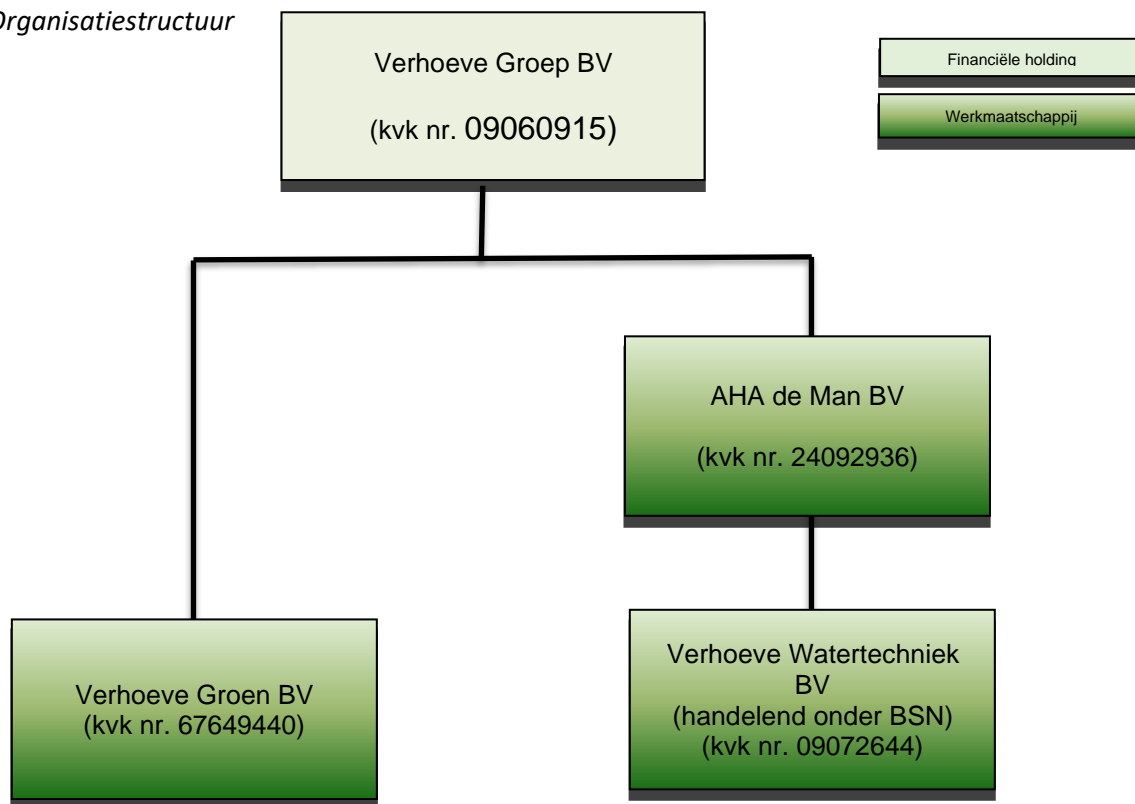 Organisatiestructuur
Verhoeve Groep BV
(kvk nr. 09060915)
Financiële holding
Werkmaatschappij
AHA de Man BV
(kvk nr. 24092936)
Verhoeve Groen BV
(kvk nr. 67649440)
Verhoeve Watertechniek
BV
(handelend onder BSN)
(kvk nr. 09072644)